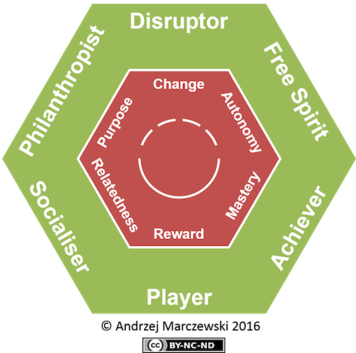 Disruptor
Philanthropist
Free Spirit
Change
Purpose
Autonomy
Relatedness
Mastery
Reward
Socialiser
Achiever
Player
© Andrzej Marczewski 2016
cc BY-NC-ND